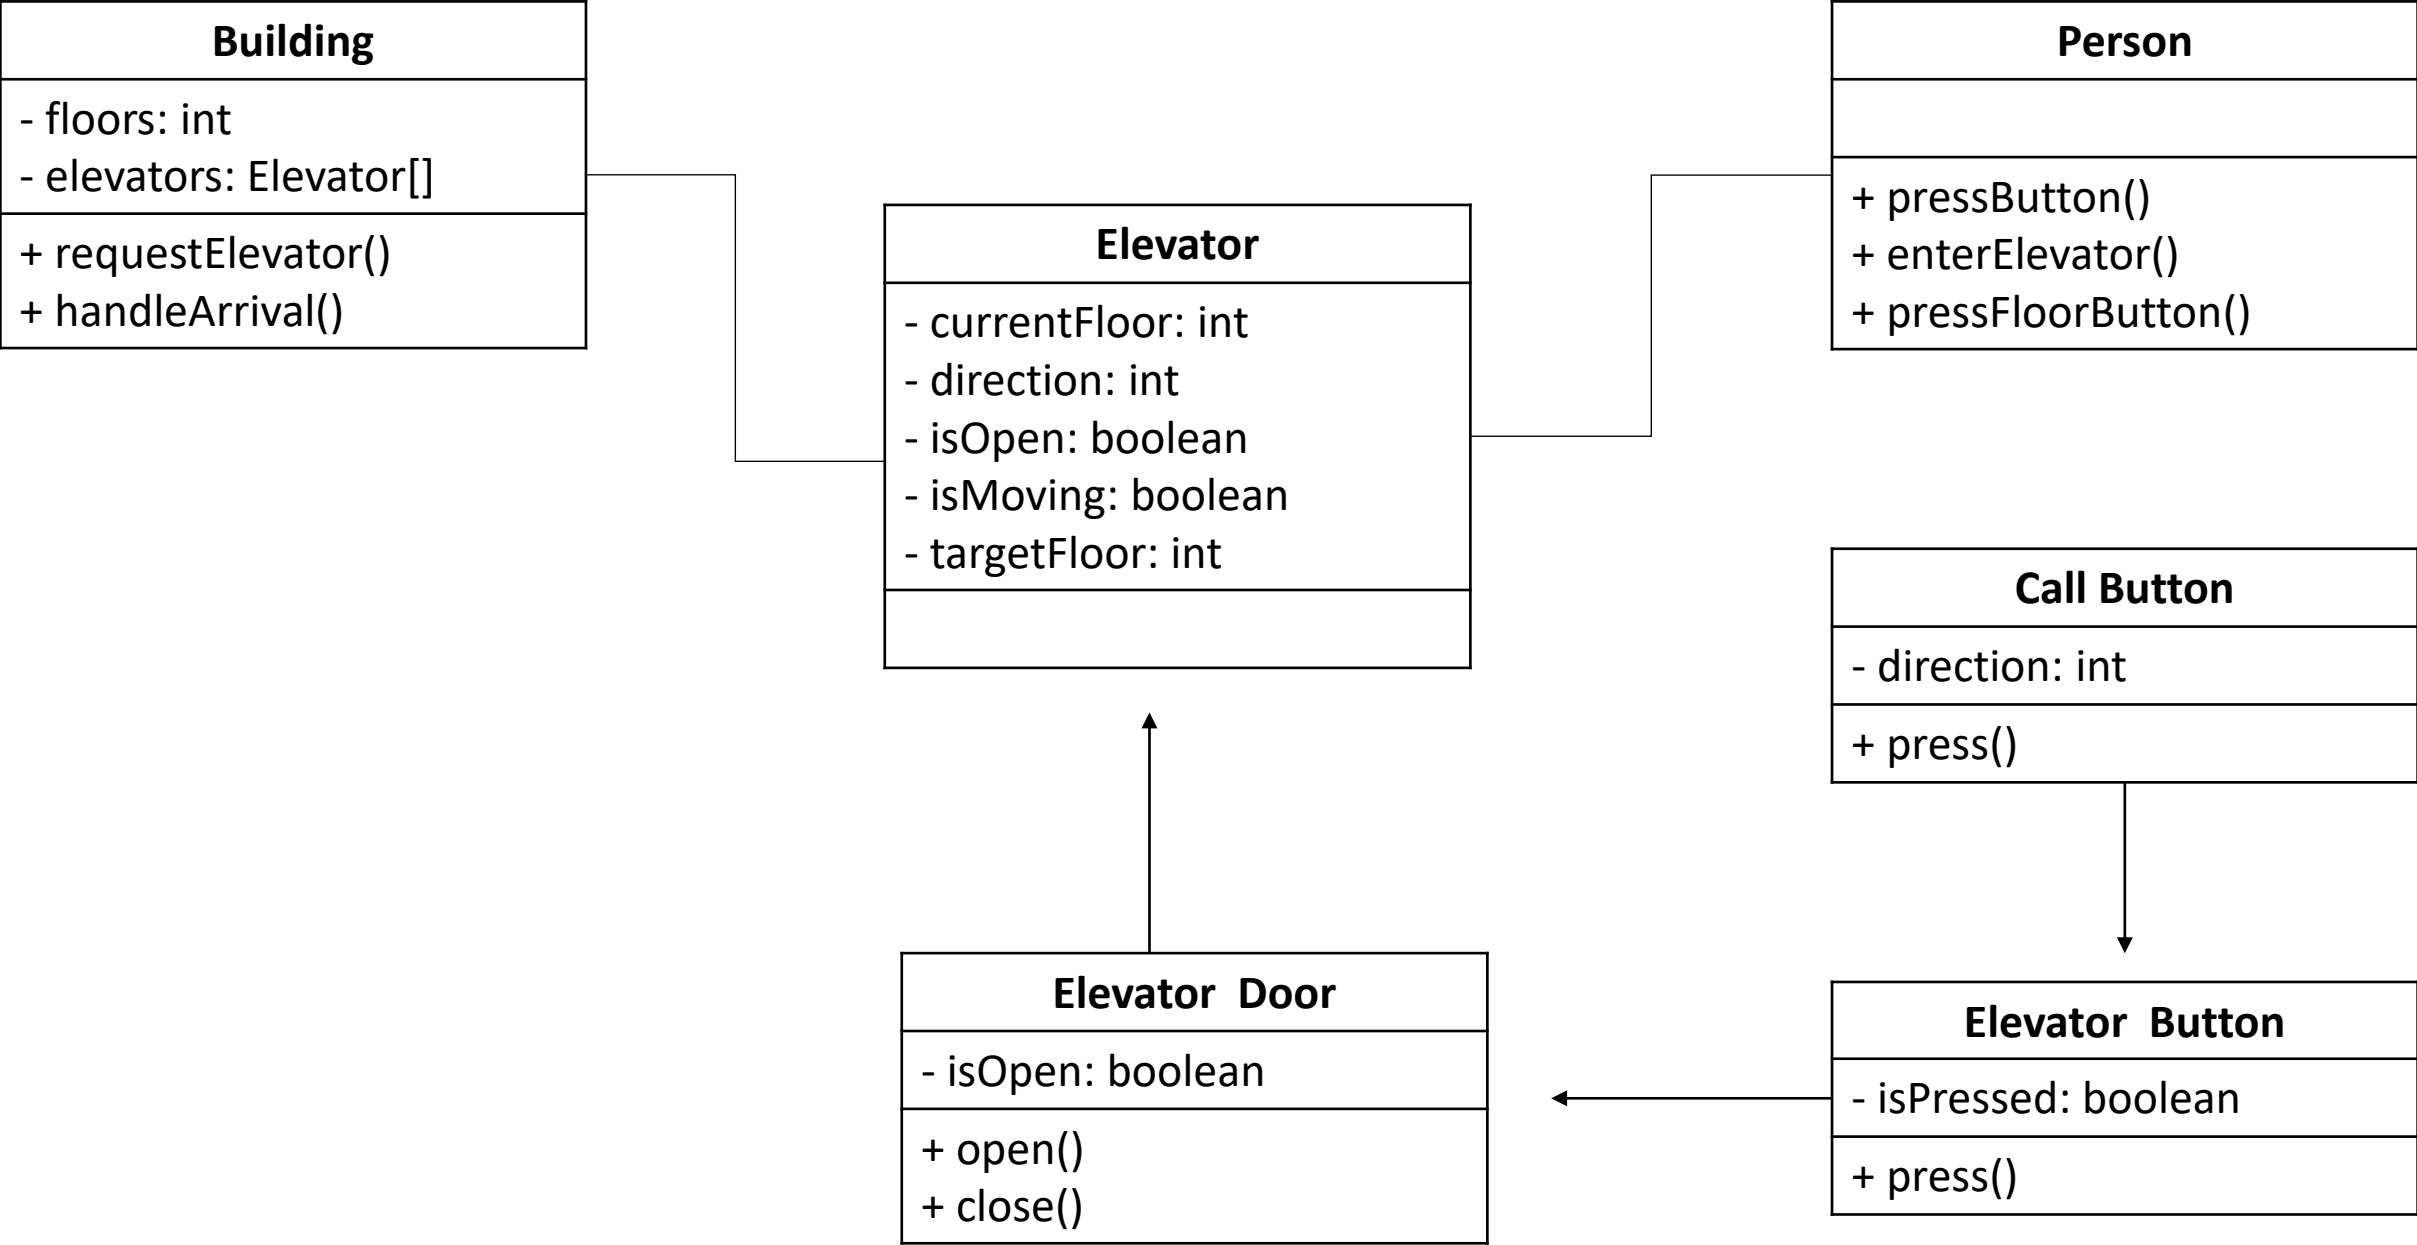 Building
- floors: int
- elevators: Elevator[]
+ requestElevator()
+ handleArrival()
Person
+ pressButton()
+ enterElevator()
+ pressFloorButton()
Elevator
- currentFloor: int
- direction: int
- isOpen: boolean
- isMoving: boolean
- targetFloor: int
Call Button
- direction: int
+ press()
Elevator  Door
- isOpen: boolean
+ open()
+ close()
Elevator  Button
- isPressed: boolean
+ press()